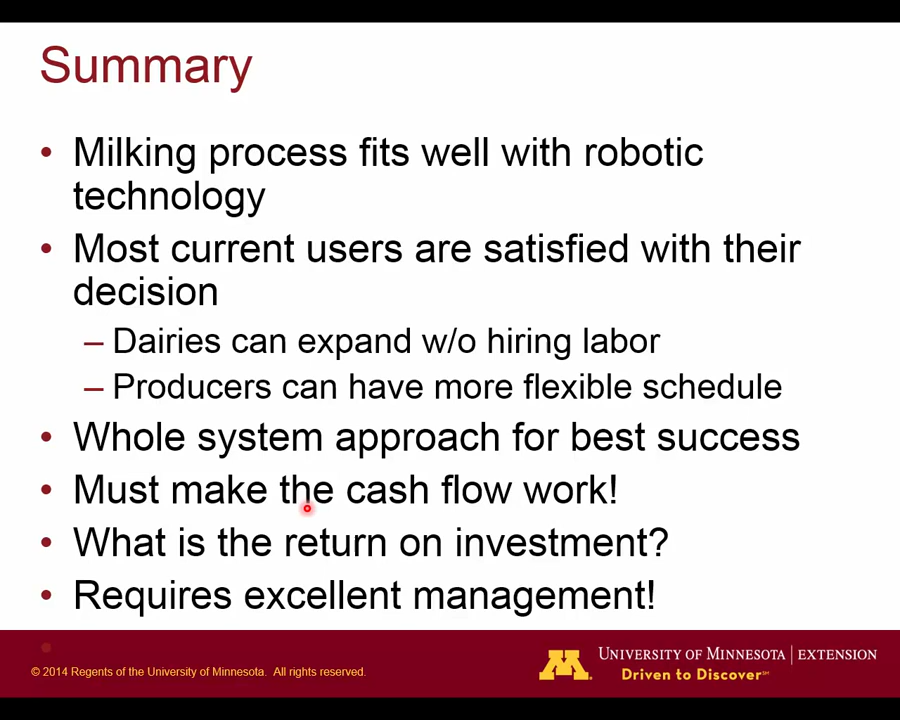 Summary
• Milking process fits well with robotic
technology
• Most current users are satisfied with their
decision
– Dairies can expand w/o hiring labor
– Producers can have more flexible schedule
• Whole system approach for best success
• Must make the cash flow work!
• What is the return on investment?
• Requires excellent management!
© 2014 Regents of the University of Minnesota. All rights reserved.
M
UNIVERSITY OF MINNESOTA | EXTENSION
Driven to Discover℠